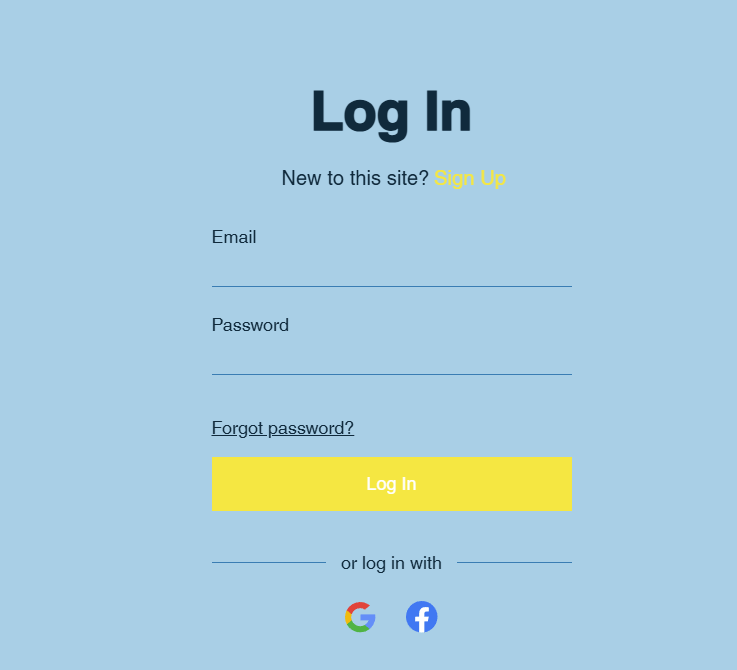 Log In
New to this site? Sign Up
Email
Password
Forgot password?
Log In
or log in with